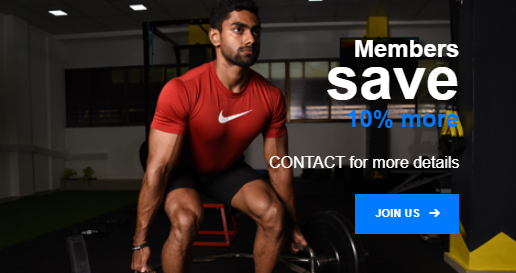 Members
save
10% more
CONTACT for more details
JOIN US